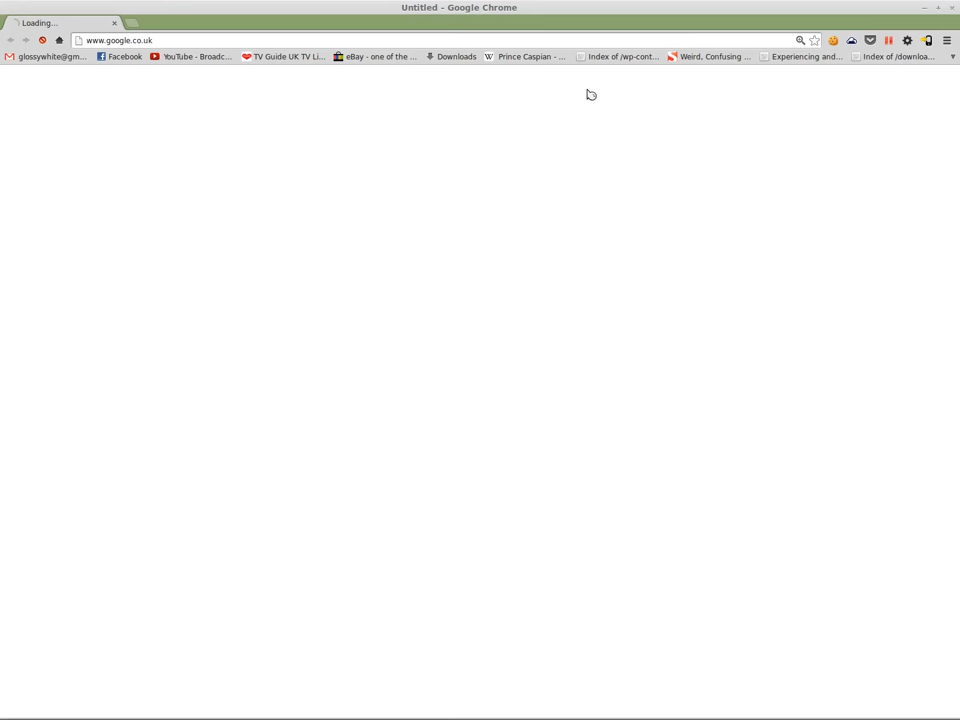 Untitled - Google Chrome
Loading...
www.google.co.uk
glossywhite@gm... Facebook YouTube - Broadc... TV Guide UK TV Li... eBay - one of the ... Downloads Prince Caspian - ... Index of /wp-cont... Weird, Confusing ... Experiencing and... Index of /downloa...